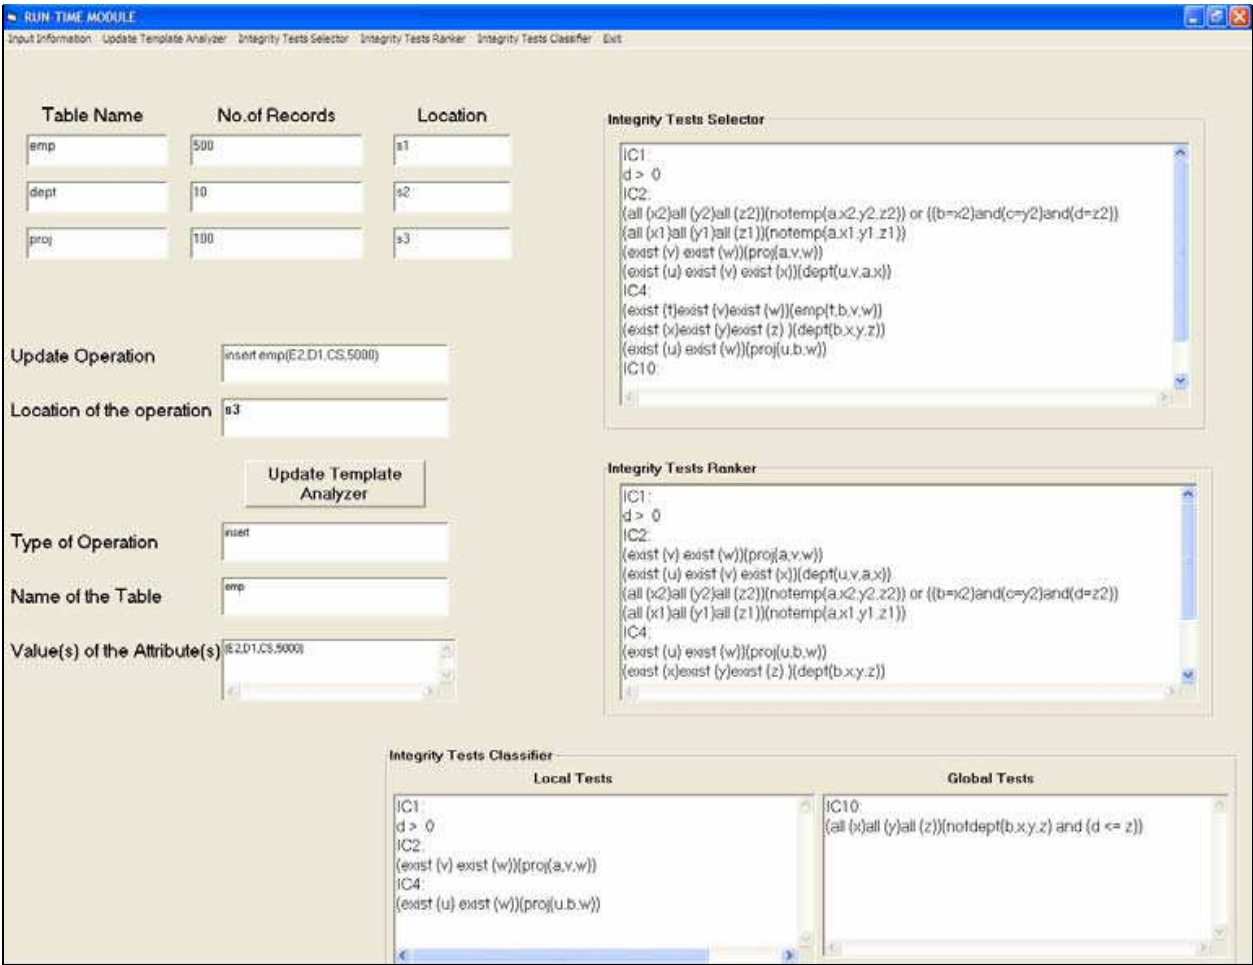 RUN-TIME MODULE
Input Information Update Template Analyzer Integrity Tests Selector Integrity Tests Ranker Integrity Tests Classifier Exit
Table Name No.of Records Location
emp 500 s1
dept 10 s2
proj 100 s3
Update Operation insert emp(E2,D1,CS,5000)
Location of the operation s3
Update Template
Analyzer
Type of Operation insert
Name of the Table emp
Value(s) of the Attribute(s) (E2,D1,CS,5000)
Integrity Tests Selector
IC1:
d > 0
IC2:
(all (x2)all (y2)all (z2))(notemp(a,x2,y2,z2)) or ((b=x2)and(c=y2)and(d=z2))
(all (x1)all (y1)all (z1))(notemp(a,x1,y1,z1))
(exist (v) exist (w))(proj(a,v,w))
(exist (u) exist (v) exist (x))(dept(u,v,a,x))
IC4:
(exist (t)exist (v)exist (w))(emp(t,b,v,w))
(exist (x)exist (y)exist (z) )(dept(b,x,y,z))
(exist (u) exist (w))(proj(u,b,w))
IC10:
Integrity Tests Ranker
IC1:
d > 0
IC2:
(exist (v) exist (w))(proj(a,v,w))
(exist (u) exist (v) exist (x))(dept(u,v,a,x))
(all (x2)all (y2)all (z2))(notemp(a,x2,y2,z2)) or ((b=x2)and(c=y2)and(d=z2))
(all (x1)all (y1)all (z1))(notemp(a,x1,y1,z1))
IC4:
(exist (u) exist (w))(proj(u,b,w))
(exist (x)exist (y)exist (z) )(dept(b,x,y,z))
Integrity Tests Classifier
Local Tests Global Tests
IC1:
d > 0
IC2:
(exist (v) exist (w))(proj(a,v,w))
IC4:
(exist (u) exist (w))(proj(u,b,w))
IC10:
(all (x)all (y)all (z))(notdept(b,x,y,z) and (d <= z))